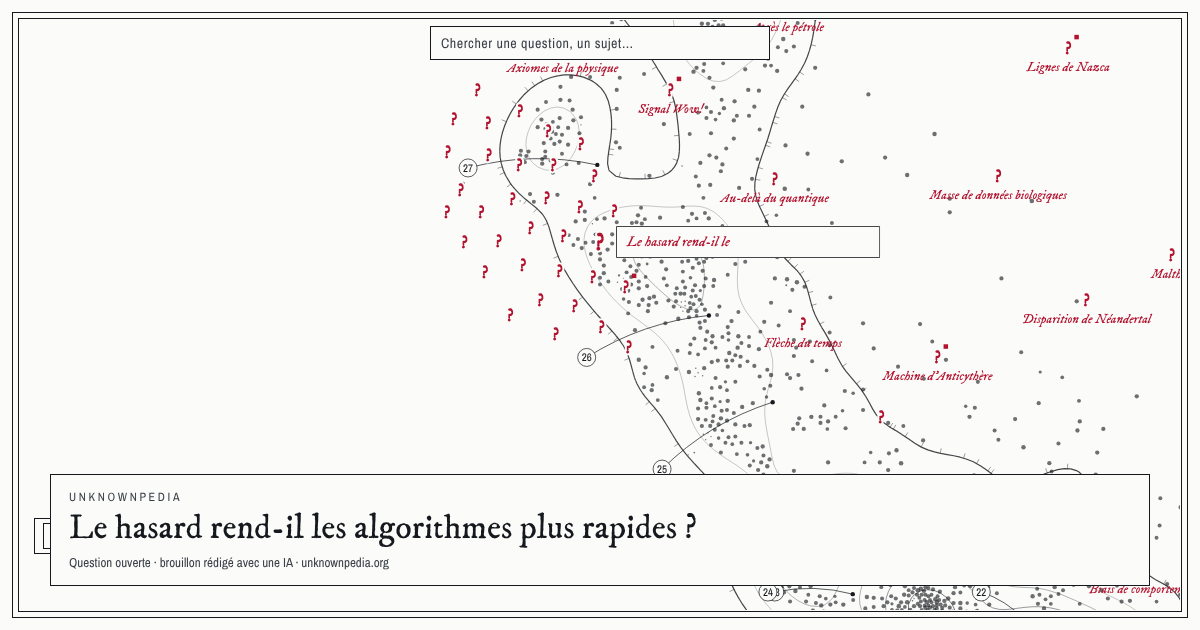 Chercher une question, un sujet...
ès le pétrole
Axiomes de la physique
Lignes de Nazca
Signal Wow!
27
Masse de données biologiques
Au-delà du quantique
Le hasard rend-il le
Malth
Disparition de Néandertal
Flèche du temps
26
Machine d'Anticythère
25
UNKNOWNPEDIA
Le hasard rend-il les algorithmes plus rapides ?
Question ouverte · brouillon rédigé avec une IA · unknownpedia.org
24
22
Biais de comporten